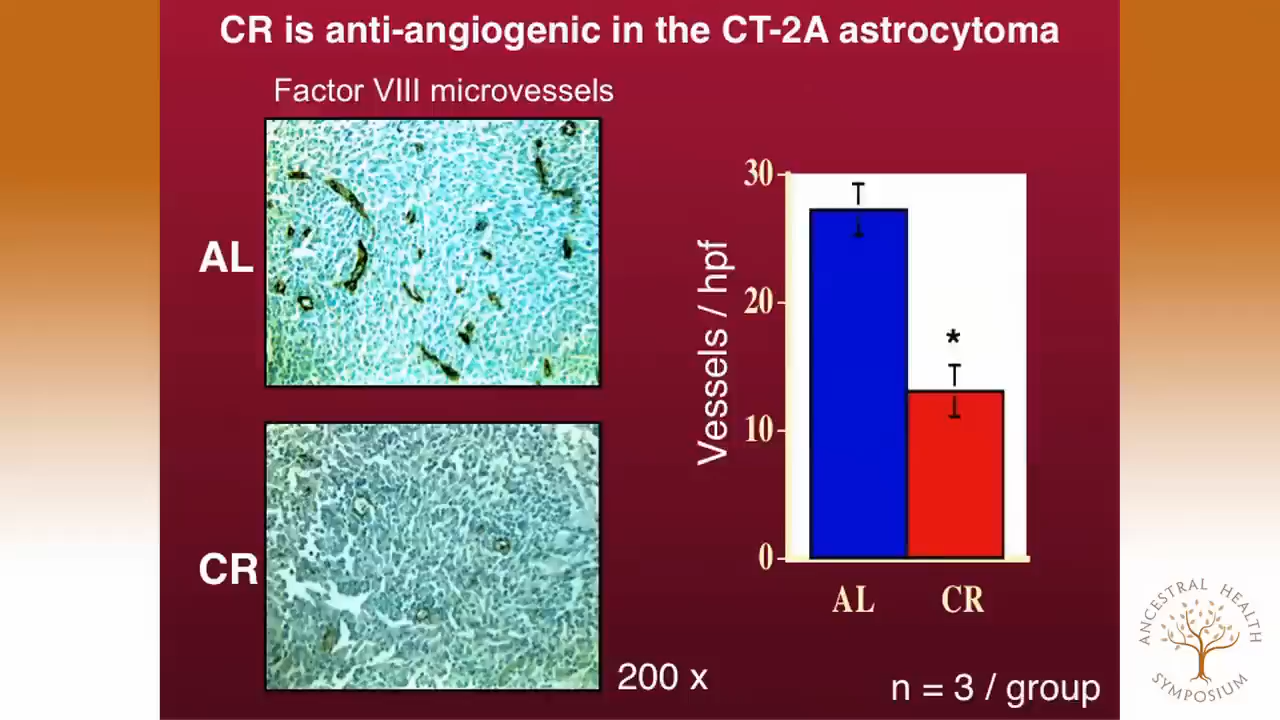 CR is anti-angiogenic in the CT-2A astrocytoma
Factor VIII microvessels
AL
CR
200 x
Vessels / hpf
30
20
10
0
*
AL
CR
n = 3 / group
ANCESTRAL HEALTH
SYMPOSIUM